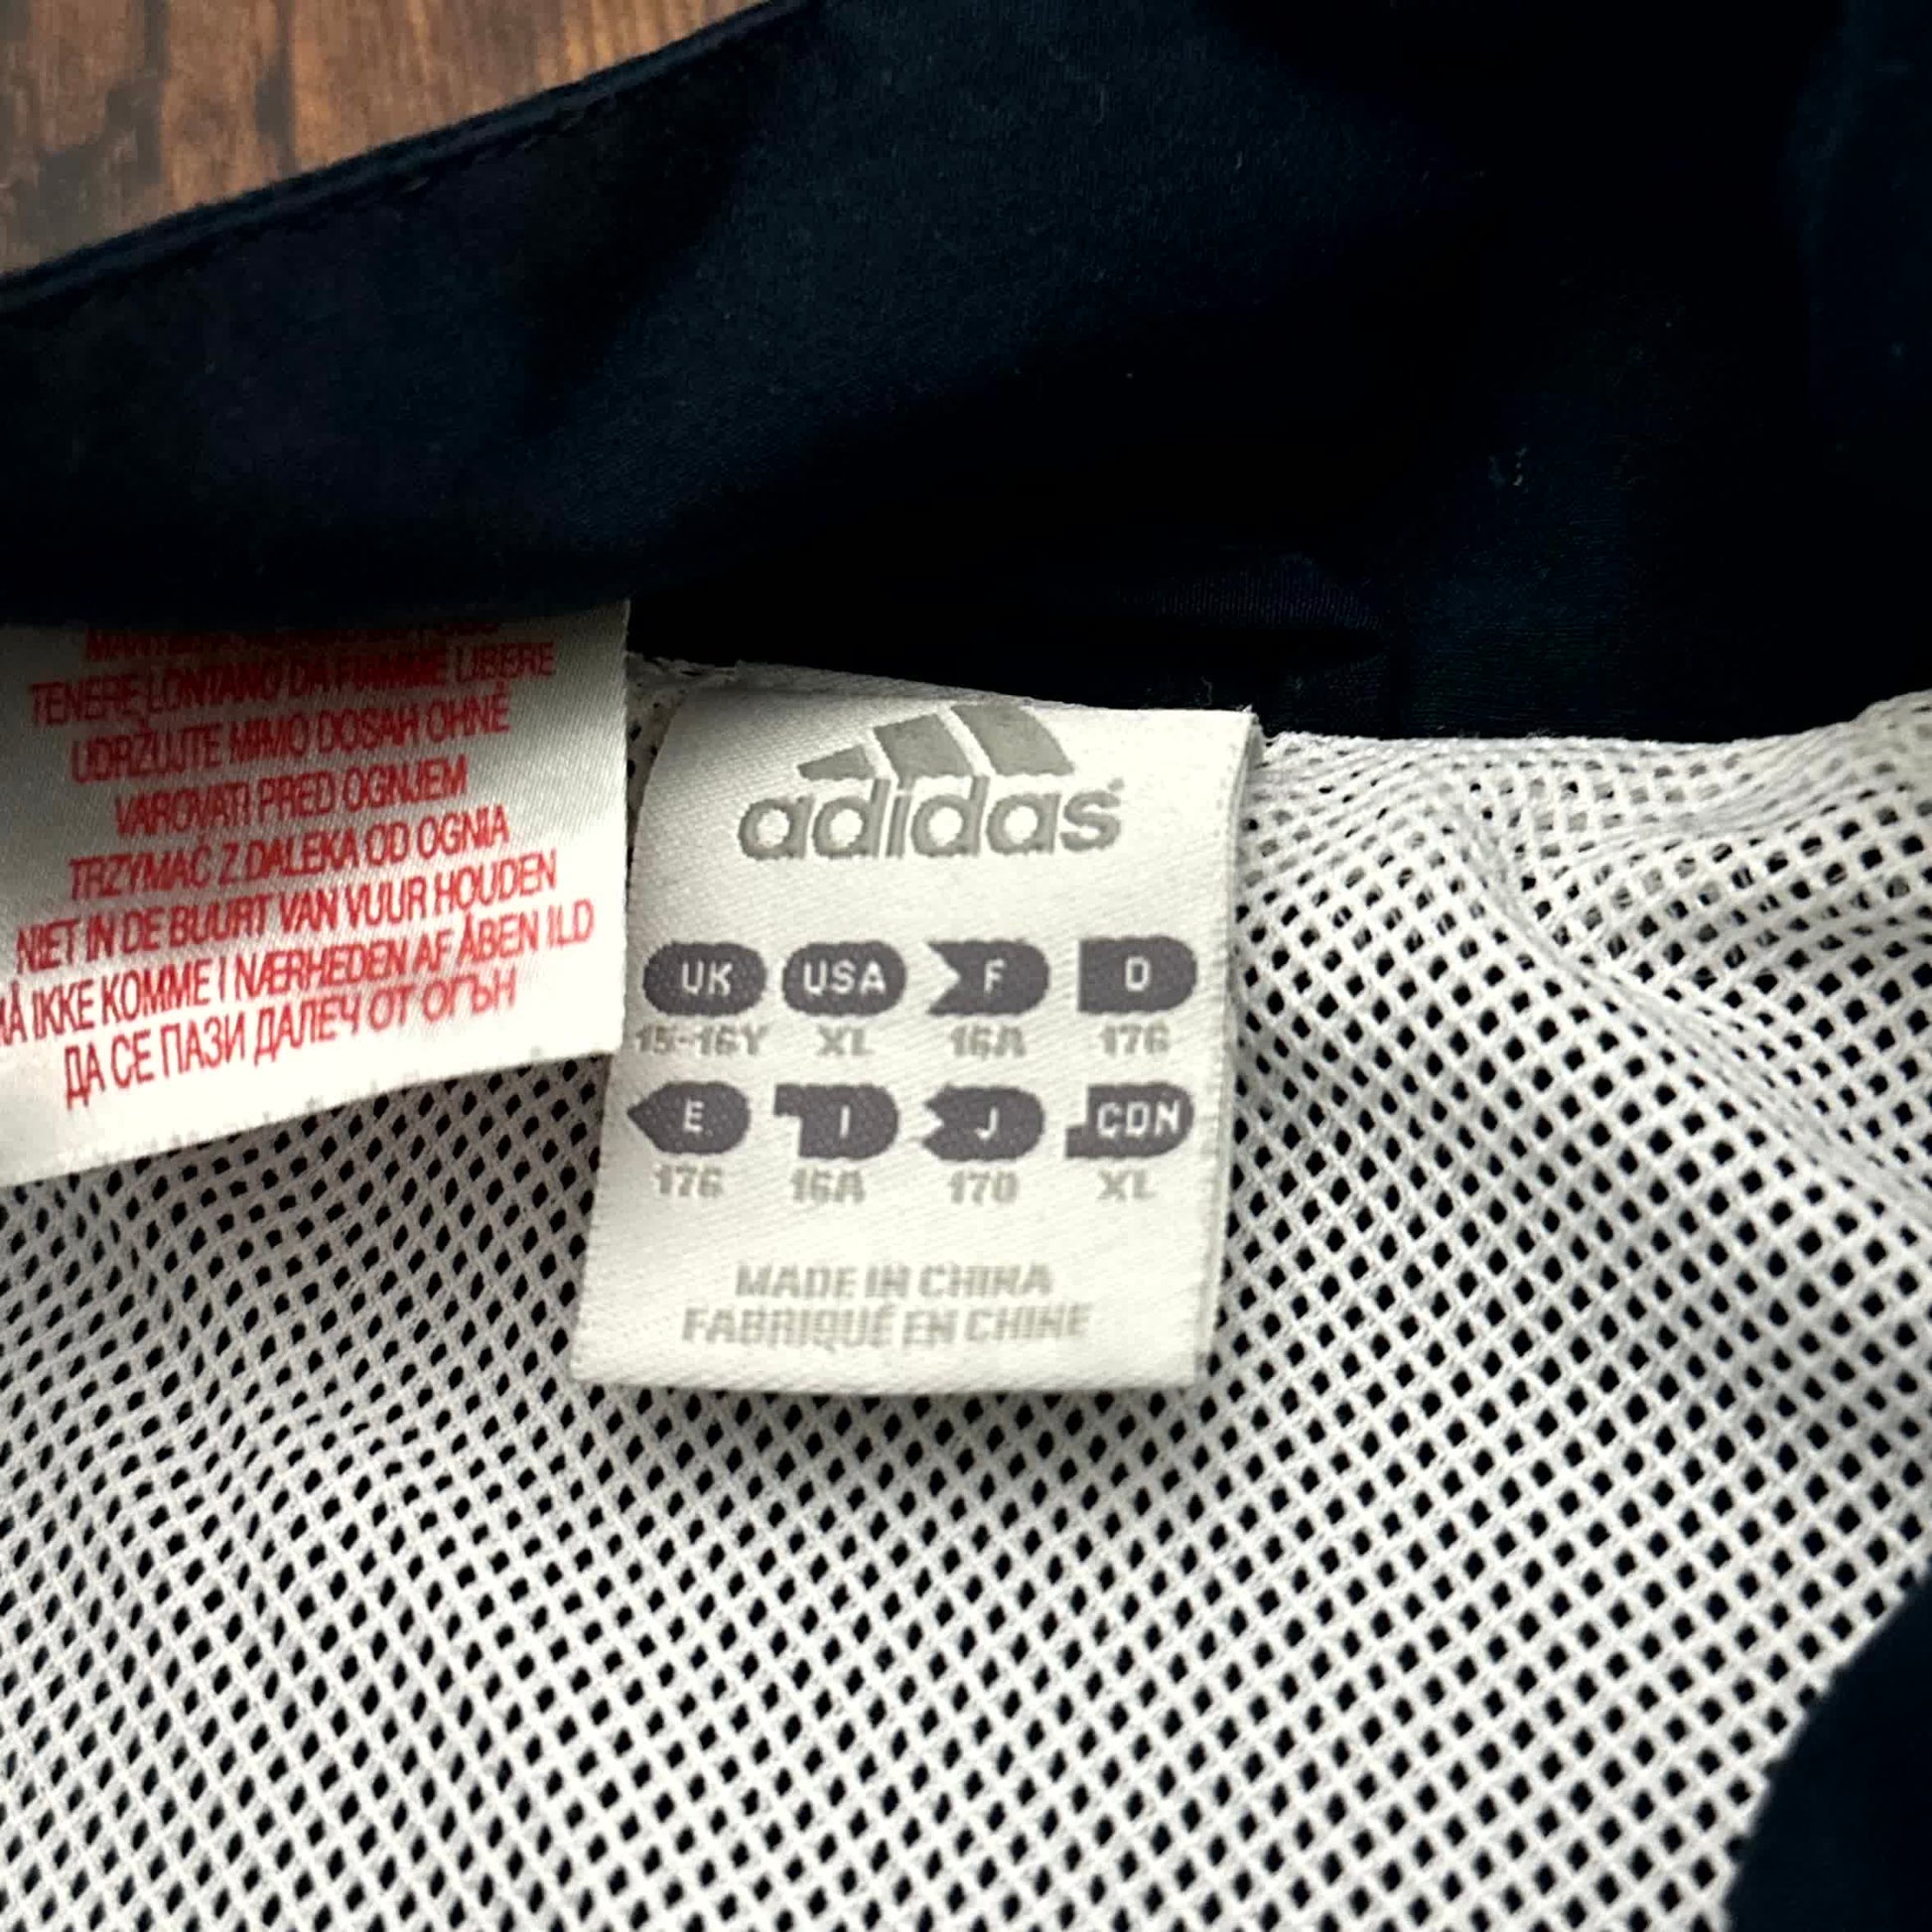 TENERE LONTANO DA FIAMME LIBERE
UDRŽUJTE MIMO DOSAH OHNĚ
VAROVATI PRED OGNJEM
TRZYMAĆ Z DALEKA OD OGNIA
NIET IN DE BUURT VAN VUUR HOUDEN
IKKE KOMME I NÆRHEDEN AF ÅBEN ILD
ДА СЕ ПАЗИ ДАЛЕЧ ОТ ОГЪН
adidas
UK USA F D
15-16Y XL 16A 176
E I J CDN
176 16A 170 XL
MADE IN CHINA
FABRIQUÉ EN CHINE